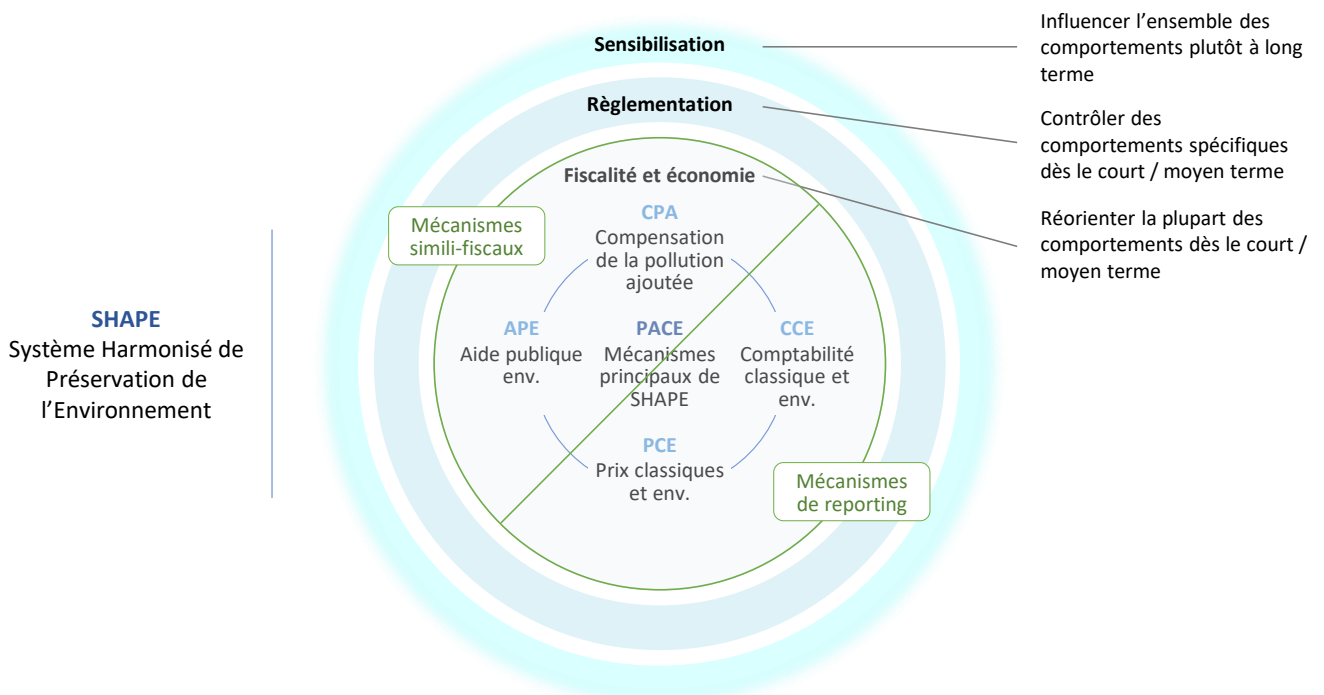 Sensibilisation
Influencer l’ensemble des
comportements plutôt à long
terme
Règlementation
Contrôler des
comportements spécifiques
dès le court / moyen terme
Fiscalité et économie
Réorienter la plupart des
comportements dès le court /
moyen terme
Mécanismes
simili-fiscaux
CPA
Compensation
de la pollution
ajoutée
SHAPE
Système Harmonisé de
Préservation de
l’Environnement
APE
Aide publique
env.
PACE
Mécanismes
principaux de
SHAPE
CCE
Comptabilité
classique et
env.
PCE
Prix classiques
et env.
Mécanismes
de reporting